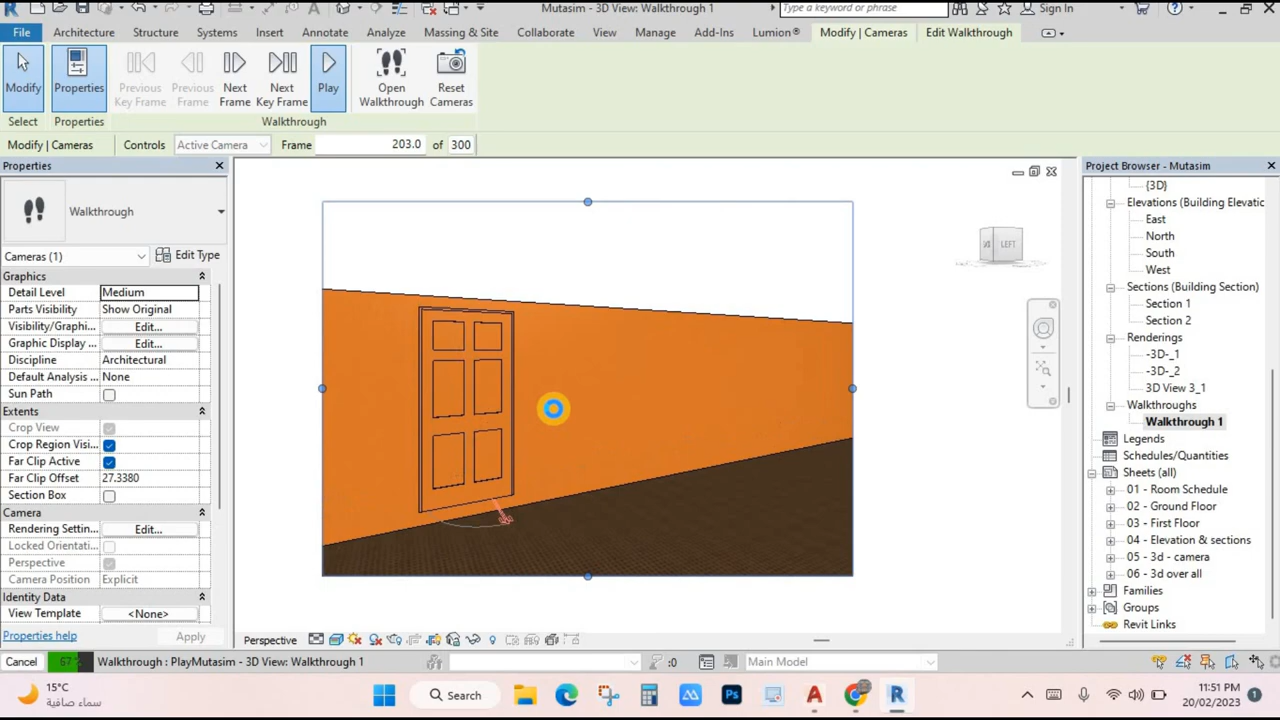 Mutasim - 3D View: Walkthrough 1
Type a keyword or phrase
Sign In
File Architecture Structure Systems Insert Annotate Analyze Massing & Site Collaborate View Manage Add-Ins Lumion® Modify | Cameras Edit Walkthrough
Modify
Properties
Previous Key Frame
Previous Frame
Next Frame
Next Key Frame
Play
Open Walkthrough
Reset Cameras
Select Properties Walkthrough
Modify | Cameras Controls Active Camera Frame 203.0 of 300
Properties
Walkthrough
Cameras (1) Edit Type
Graphics
Detail Level Medium
Parts Visibility Show Original
Visibility/Graphi... Edit...
Graphic Display ... Edit...
Discipline Architectural
Default Analysis ... None
Sun Path
Extents
Crop View
Crop Region Visi...
Far Clip Active
Far Clip Offset 27.3380
Section Box
Camera
Rendering Settin... Edit...
Locked Orientati...
Perspective
Camera Position Explicit
Identity Data
View Template <None>
Properties help Apply
LEFT
Project Browser - Mutasim
{3D}
Elevations (Building Elevatic
East
North
South
West
Sections (Building Section)
Section 1
Section 2
Renderings
-3D-_1
-3D-_2
3D View 3_1
Walkthroughs
Walkthrough 1
Legends
Schedules/Quantities
Sheets (all)
01 - Room Schedule
02 - Ground Floor
03 - First Floor
04 - Elevation & sections
05 - 3d - camera
06 - 3d over all
Families
Groups
Revit Links
Perspective
Cancel 67 % Walkthrough : PlayMutasim - 3D View: Walkthrough 1 :0 Main Model
15°C
سماء صافية
Search
11:51 PM
20/02/2023